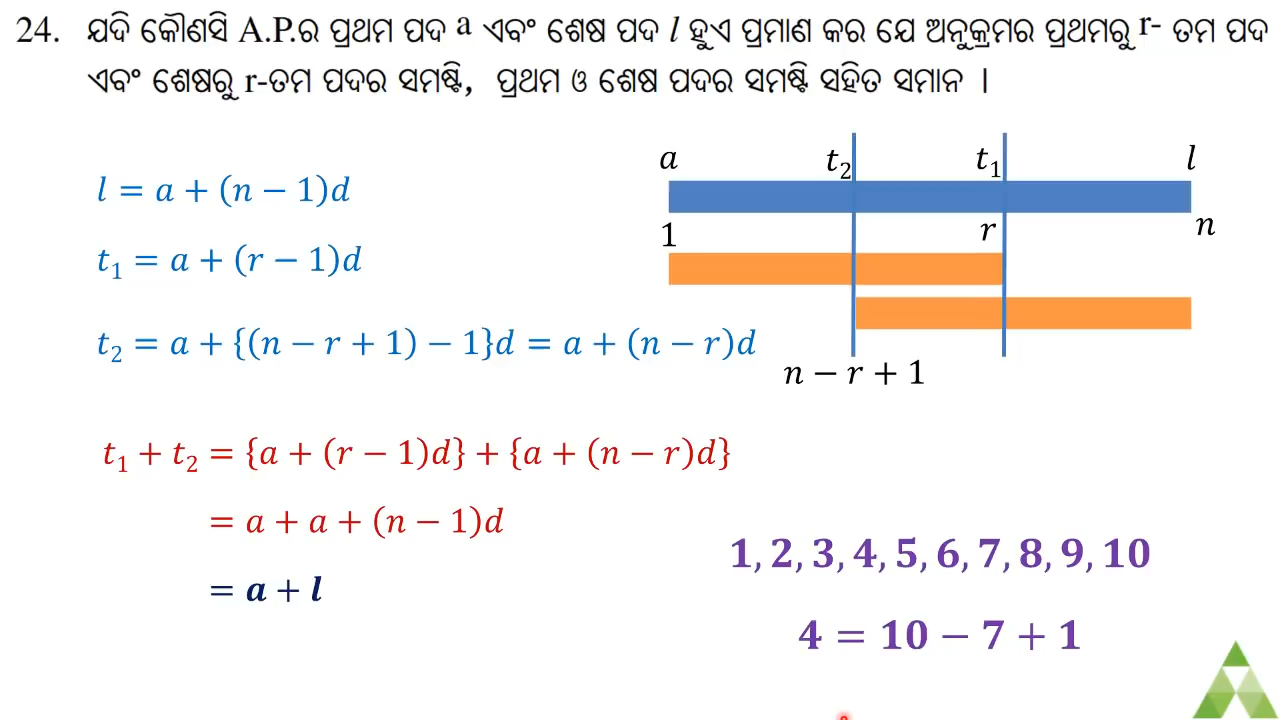 24. ଯଦି କୌଣସି A.P.ର ପ୍ରଥମ ପଦ a ଏବଂ ଶେଷ ପଦ l ହୁଏ ପ୍ରମାଣ କର ଯେ ଅନୁକ୍ରମର ପ୍ରଥମରୁ r- ତମ ପଦ
ଏବଂ ଶେଷରୁ r-ତମ ପଦର ସମଷ୍ଟି, ପ୍ରଥମ ଓ ଶେଷ ପଦର ସମଷ୍ଟି ସହିତ ସମାନ ।
a t₂ t₁ l
1 r n
n − r + 1
l = a + (n − 1)d
t₁ = a + (r − 1)d
t₂ = a + {(n − r + 1) − 1}d = a + (n − r)d
t₁ + t₂ = {a + (r − 1)d} + {a + (n − r)d}
= a + a + (n − 1)d
= a + l
1, 2, 3, 4, 5, 6, 7, 8, 9, 10
4 = 10 − 7 + 1